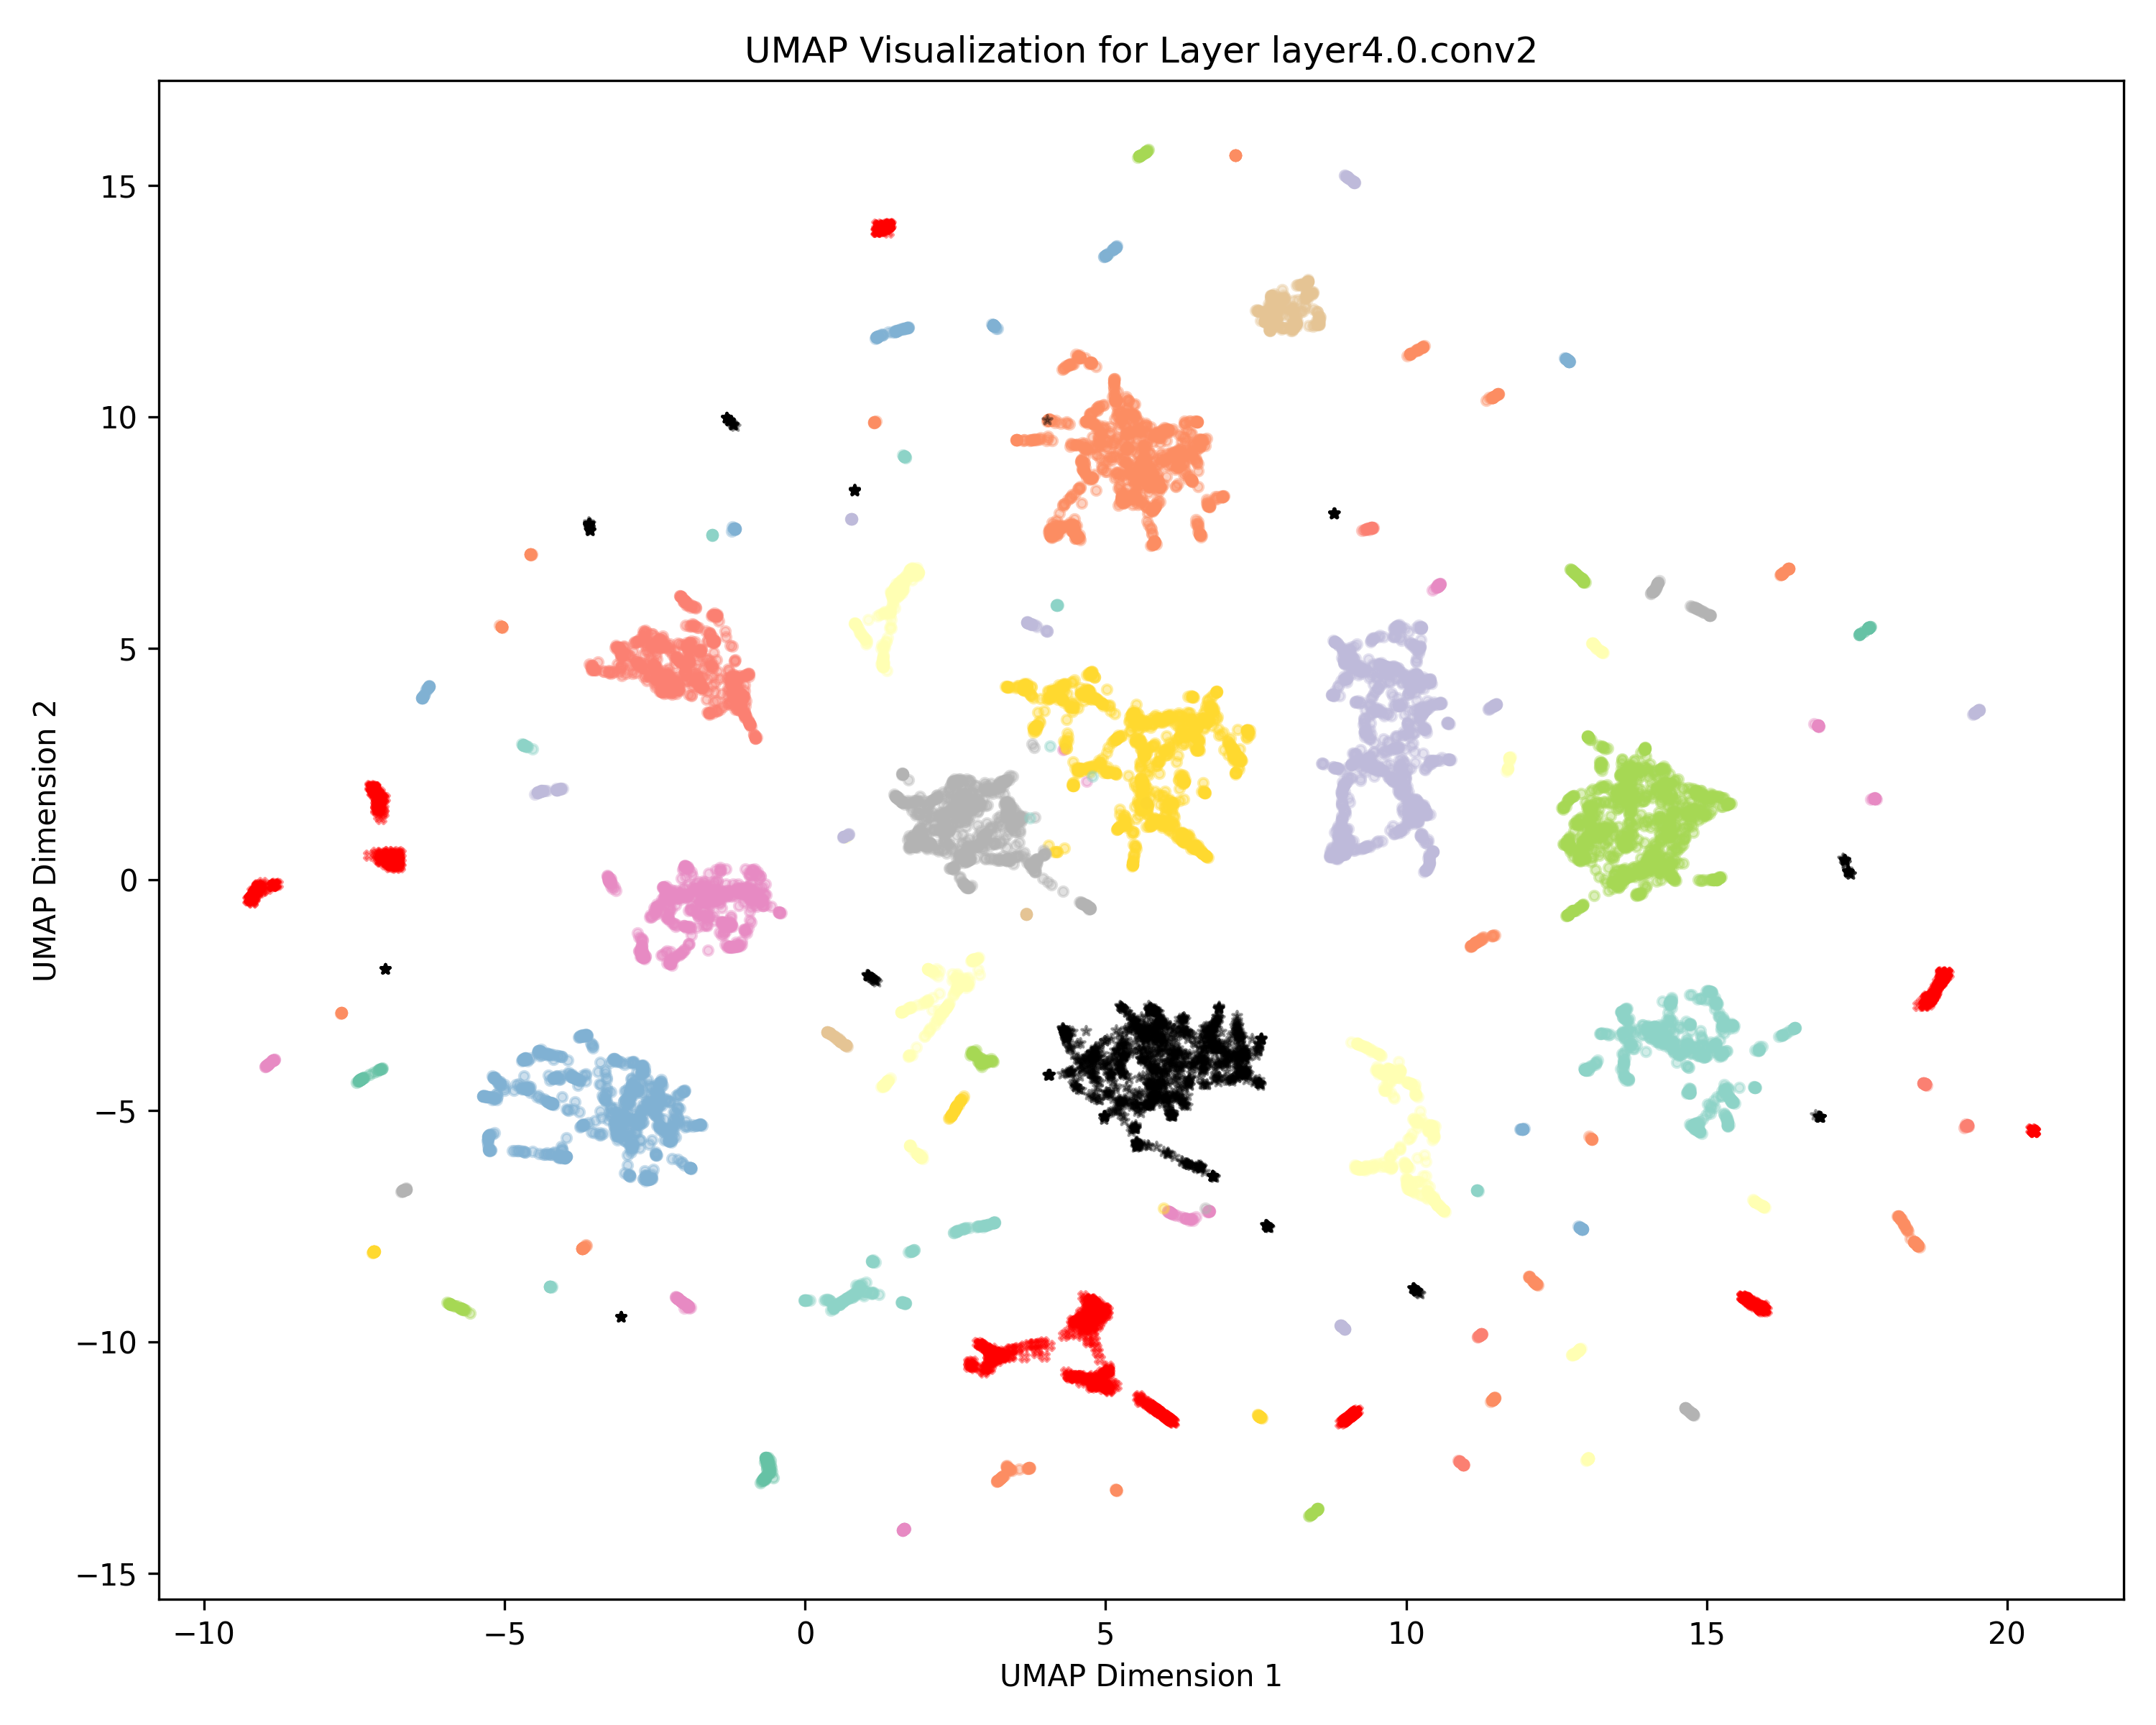 UMAP Visualization for Layer layer4.0.conv2
15
10
5
0
−5
−10
−15
UMAP Dimension 2
−10 −5 0 5 10 15 20
UMAP Dimension 1